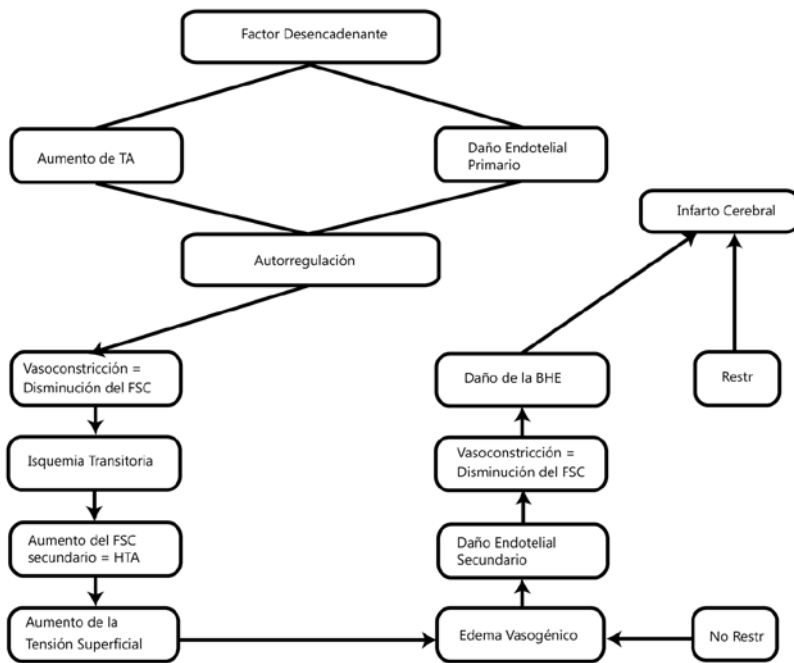 Factor Desencadenante
Aumento de TA
Daño Endotelial
Primario
Autorregulación
Infarto Cerebral
Vasoconstricción =
Disminución del FSC
Daño de la BHE
Restr
Isquemia Transitoria
Vasoconstricción =
Disminución del FSC
Aumento del FSC
secundario = HTA
Daño Endotelial
Secundario
Aumento de la
Tensión Superficial
Edema Vasogénico
No Restr